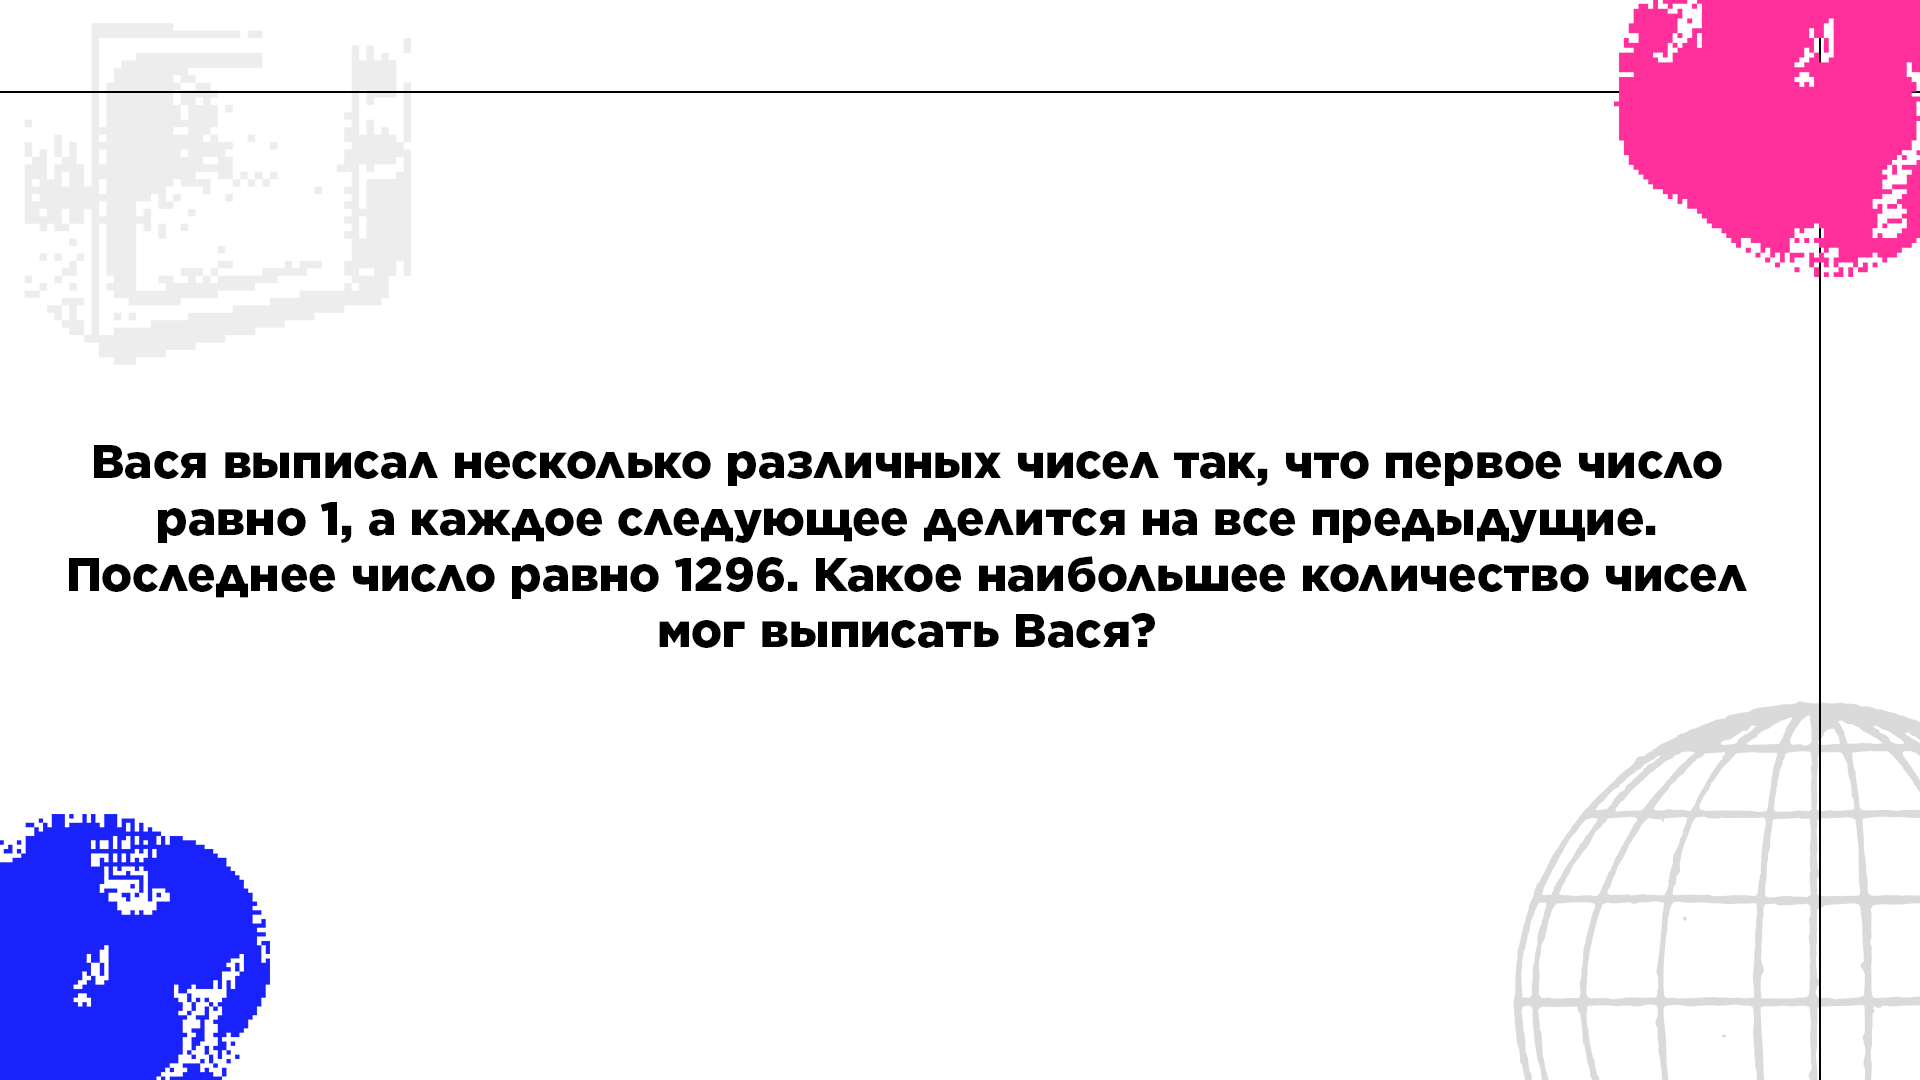 Вася выписал несколько различных чисел так, что первое число
равно 1, а каждое следующее делится на все предыдущие.
Последнее число равно 1296. Какое наибольшее количество чисел
мог выписать Вася?